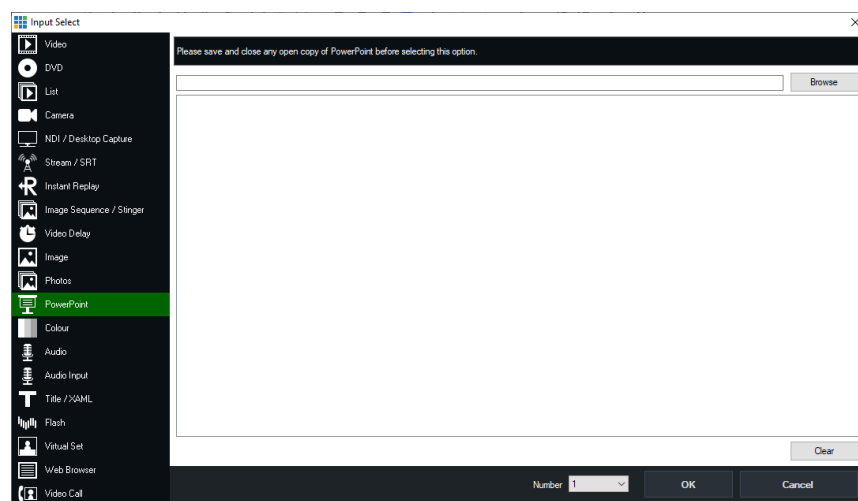 Input Select
Video
DVD
List
Camera
NDI / Desktop Capture
Stream / SRT
Instant Replay
Image Sequence / Stinger
Video Delay
Image
Photos
PowerPoint
Colour
Audio
Audio Input
Title / XAML
Flash
Virtual Set
Web Browser
Video Call
Please save and close any open copy of PowerPoint before selecting this option.
Browse
Clear
Number 1 OK Cancel